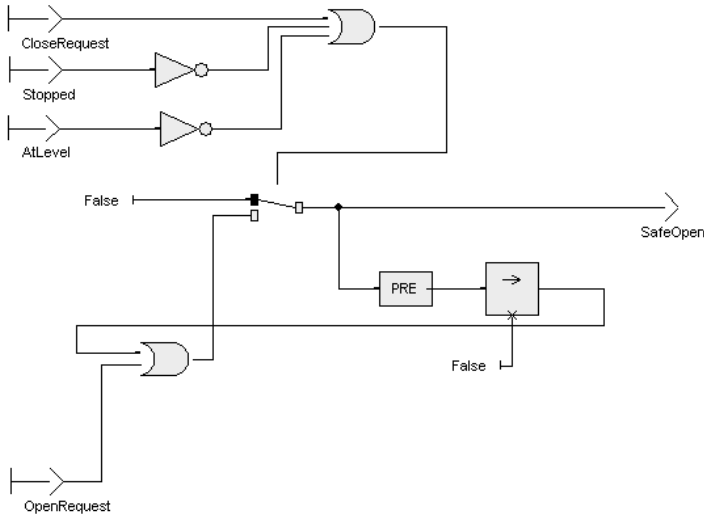 CloseRequest
Stopped
AtLevel
False
SafeOpen
PRE
False
OpenRequest